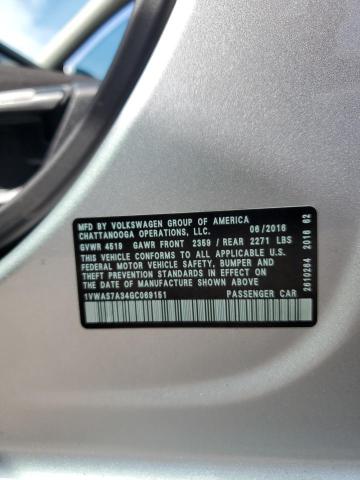 MFD BY VOLKSWAGEN GROUP OF AMERICA
CHATTANOOGA OPERATIONS, LLC. 06/2016
GVWR 4519 GAWR FRONT 2359 / REAR 2271 LBS
THIS VEHICLE CONFORMS TO ALL APPLICABLE U.S.
FEDERAL MOTOR VEHICLE SAFETY, BUMPER AND
THEFT PREVENTION STANDARDS IN EFFECT ON
THE DATE OF MANUFACTURE SHOWN ABOVE
1VWAS7A34GC069151 PASSENGER CAR
2610264 2016 62